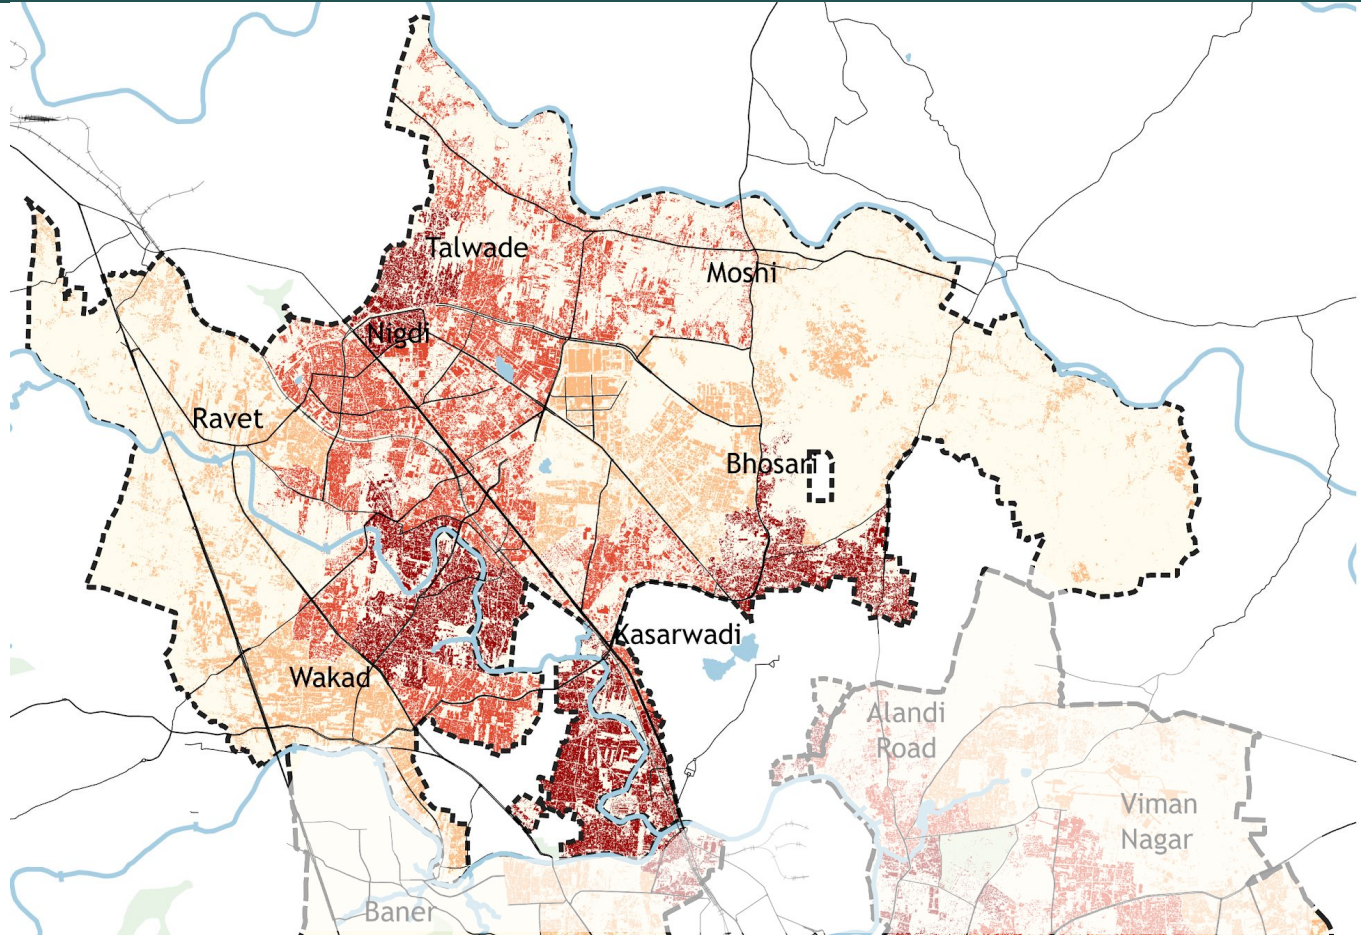 Talwade
Moshi
Nigdi
Ravet
Bhosari
Kasarwadi
Wakad
Alandi
Road
Viman
Nagar
Baner